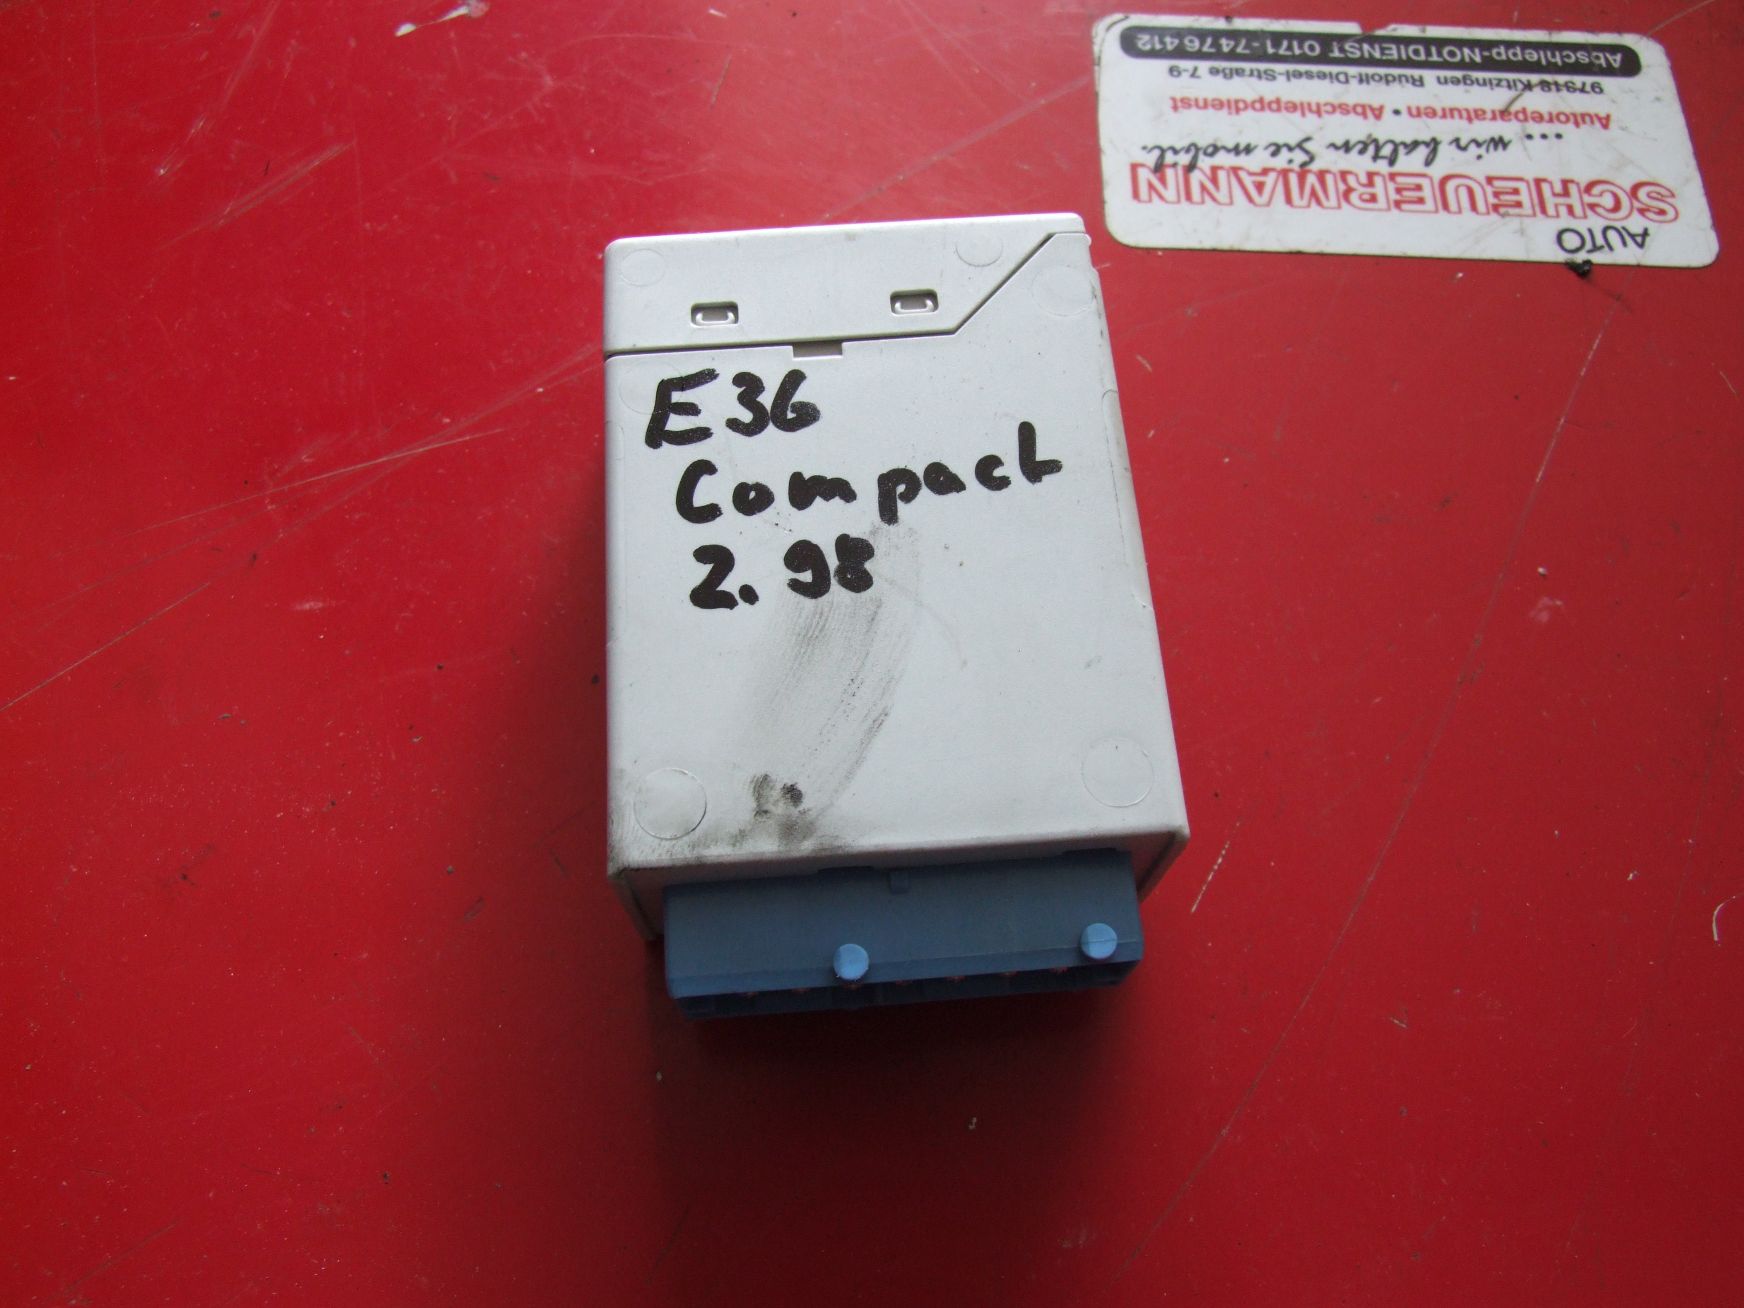 E36
Compact
2.98
AUTO
SCHEUERMANN
... wir halten Sie mobil.
Autoreparaturen • Abschleppdienst
97318 Kitzingen Rudolf-Diesel-Straße 7-9
Abschlepp-NOTDIENST 0171-7476412